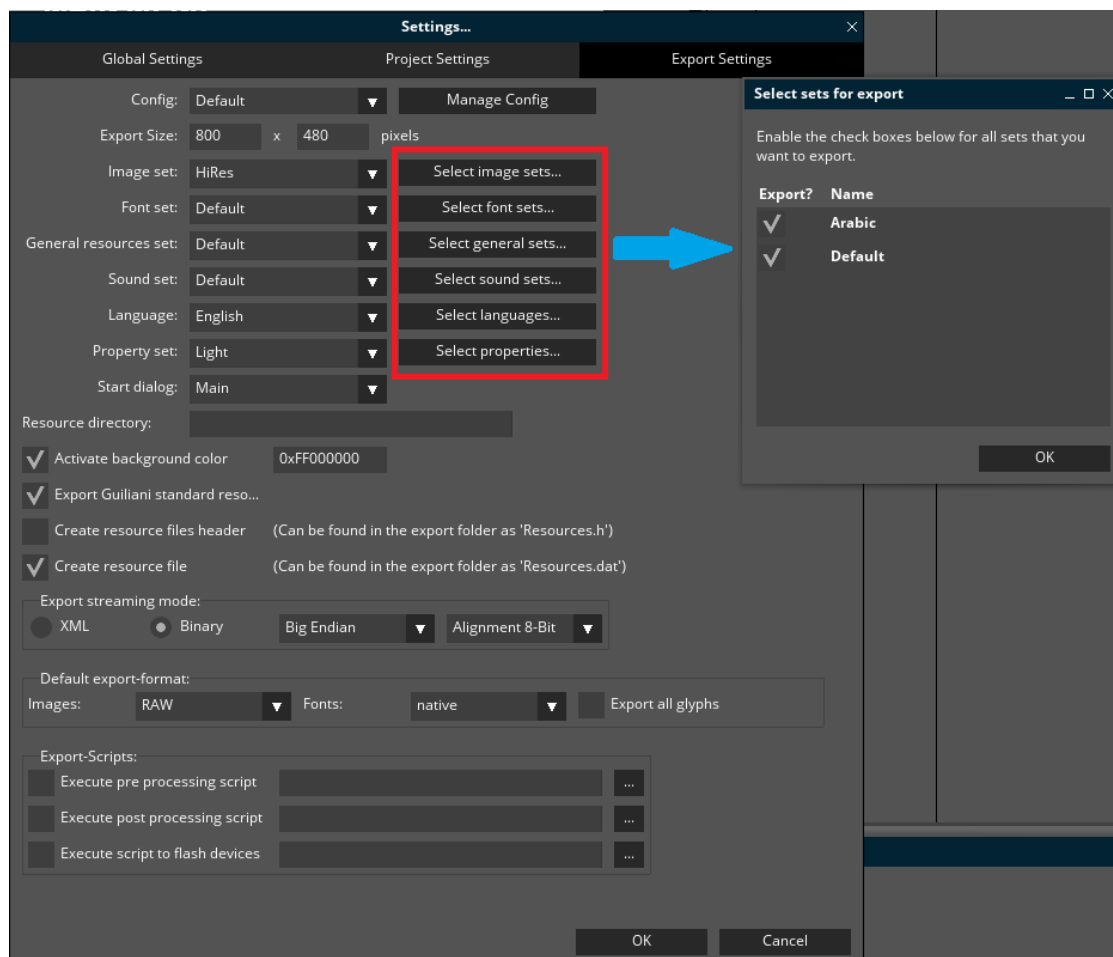 Settings...
Global Settings Project Settings Export Settings
Config: Default Manage Config
Export Size: 800 x 480 pixels
Image set: HiRes Select image sets...
Font set: Default Select font sets...
General resources set: Default Select general sets...
Sound set: Default Select sound sets...
Language: English Select languages...
Property set: Light Select properties...
Start dialog: Main
Resource directory:
Activate background color 0xFF000000
Export Guiliani standard reso...
Create resource files header (Can be found in the export folder as 'Resources.h')
Create resource file (Can be found in the export folder as 'Resources.dat')
Export streaming mode:
XML Binary Big Endian Alignment 8-Bit
Default export-format:
Images: RAW Fonts: native Export all glyphs
Export-Scripts:
Execute pre processing script ...
Execute post processing script ...
Execute script to flash devices ...
OK Cancel
Select sets for export
Enable the check boxes below for all sets that you
want to export.
Export? Name
Arabic
Default
OK